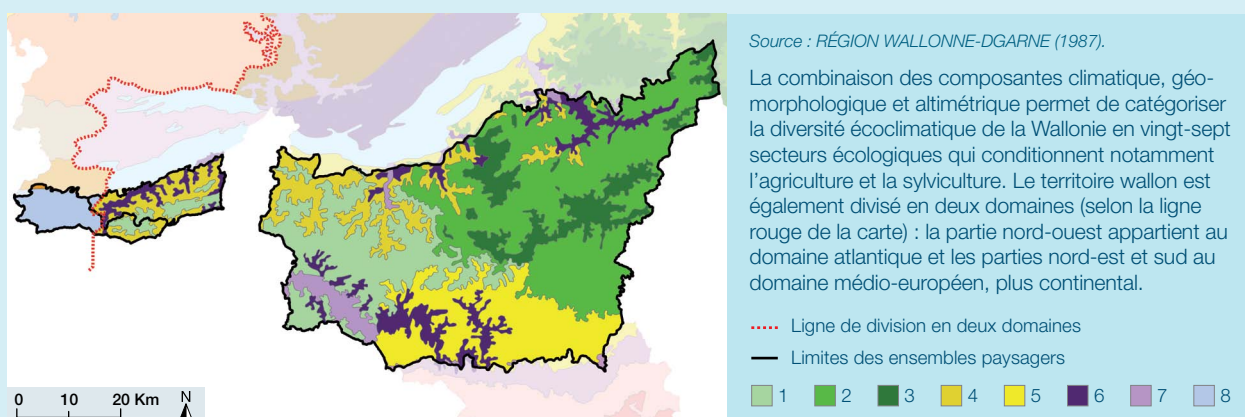 Source : RÉGION WALLONNE-DGARNE (1987).
La combinaison des composantes climatique, géo-
morphologique et altimétrique permet de catégoriser
la diversité écoclimatique de la Wallonie en vingt-sept
secteurs écologiques qui conditionnent notamment
l'agriculture et la sylviculture. Le territoire wallon est
également divisé en deux domaines (selon la ligne
rouge de la carte) : la partie nord-ouest appartient au
domaine atlantique et les parties nord-est et sud au
domaine médio-européen, plus continental.
Ligne de division en deux domaines
Limites des ensembles paysagers
1 2 3 4 5 6 7 8
0 10 20 Km N